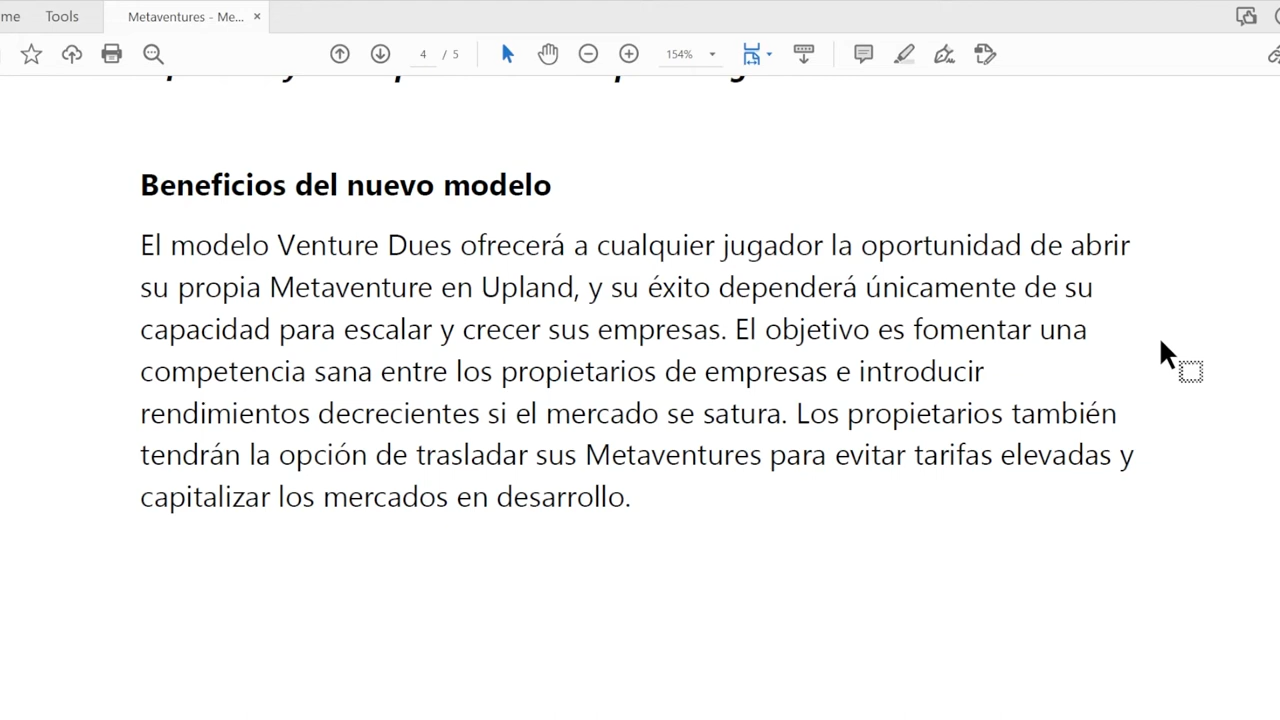 me Tools Metaventures - Me... ×
4 / 5 154%
Beneficios del nuevo modelo
El modelo Venture Dues ofrecerá a cualquier jugador la oportunidad de abrir
su propia Metaventure en Upland, y su éxito dependerá únicamente de su
capacidad para escalar y crecer sus empresas. El objetivo es fomentar una
competencia sana entre los propietarios de empresas e introducir
rendimientos decrecientes si el mercado se satura. Los propietarios también
tendrán la opción de trasladar sus Metaventures para evitar tarifas elevadas y
capitalizar los mercados en desarrollo.